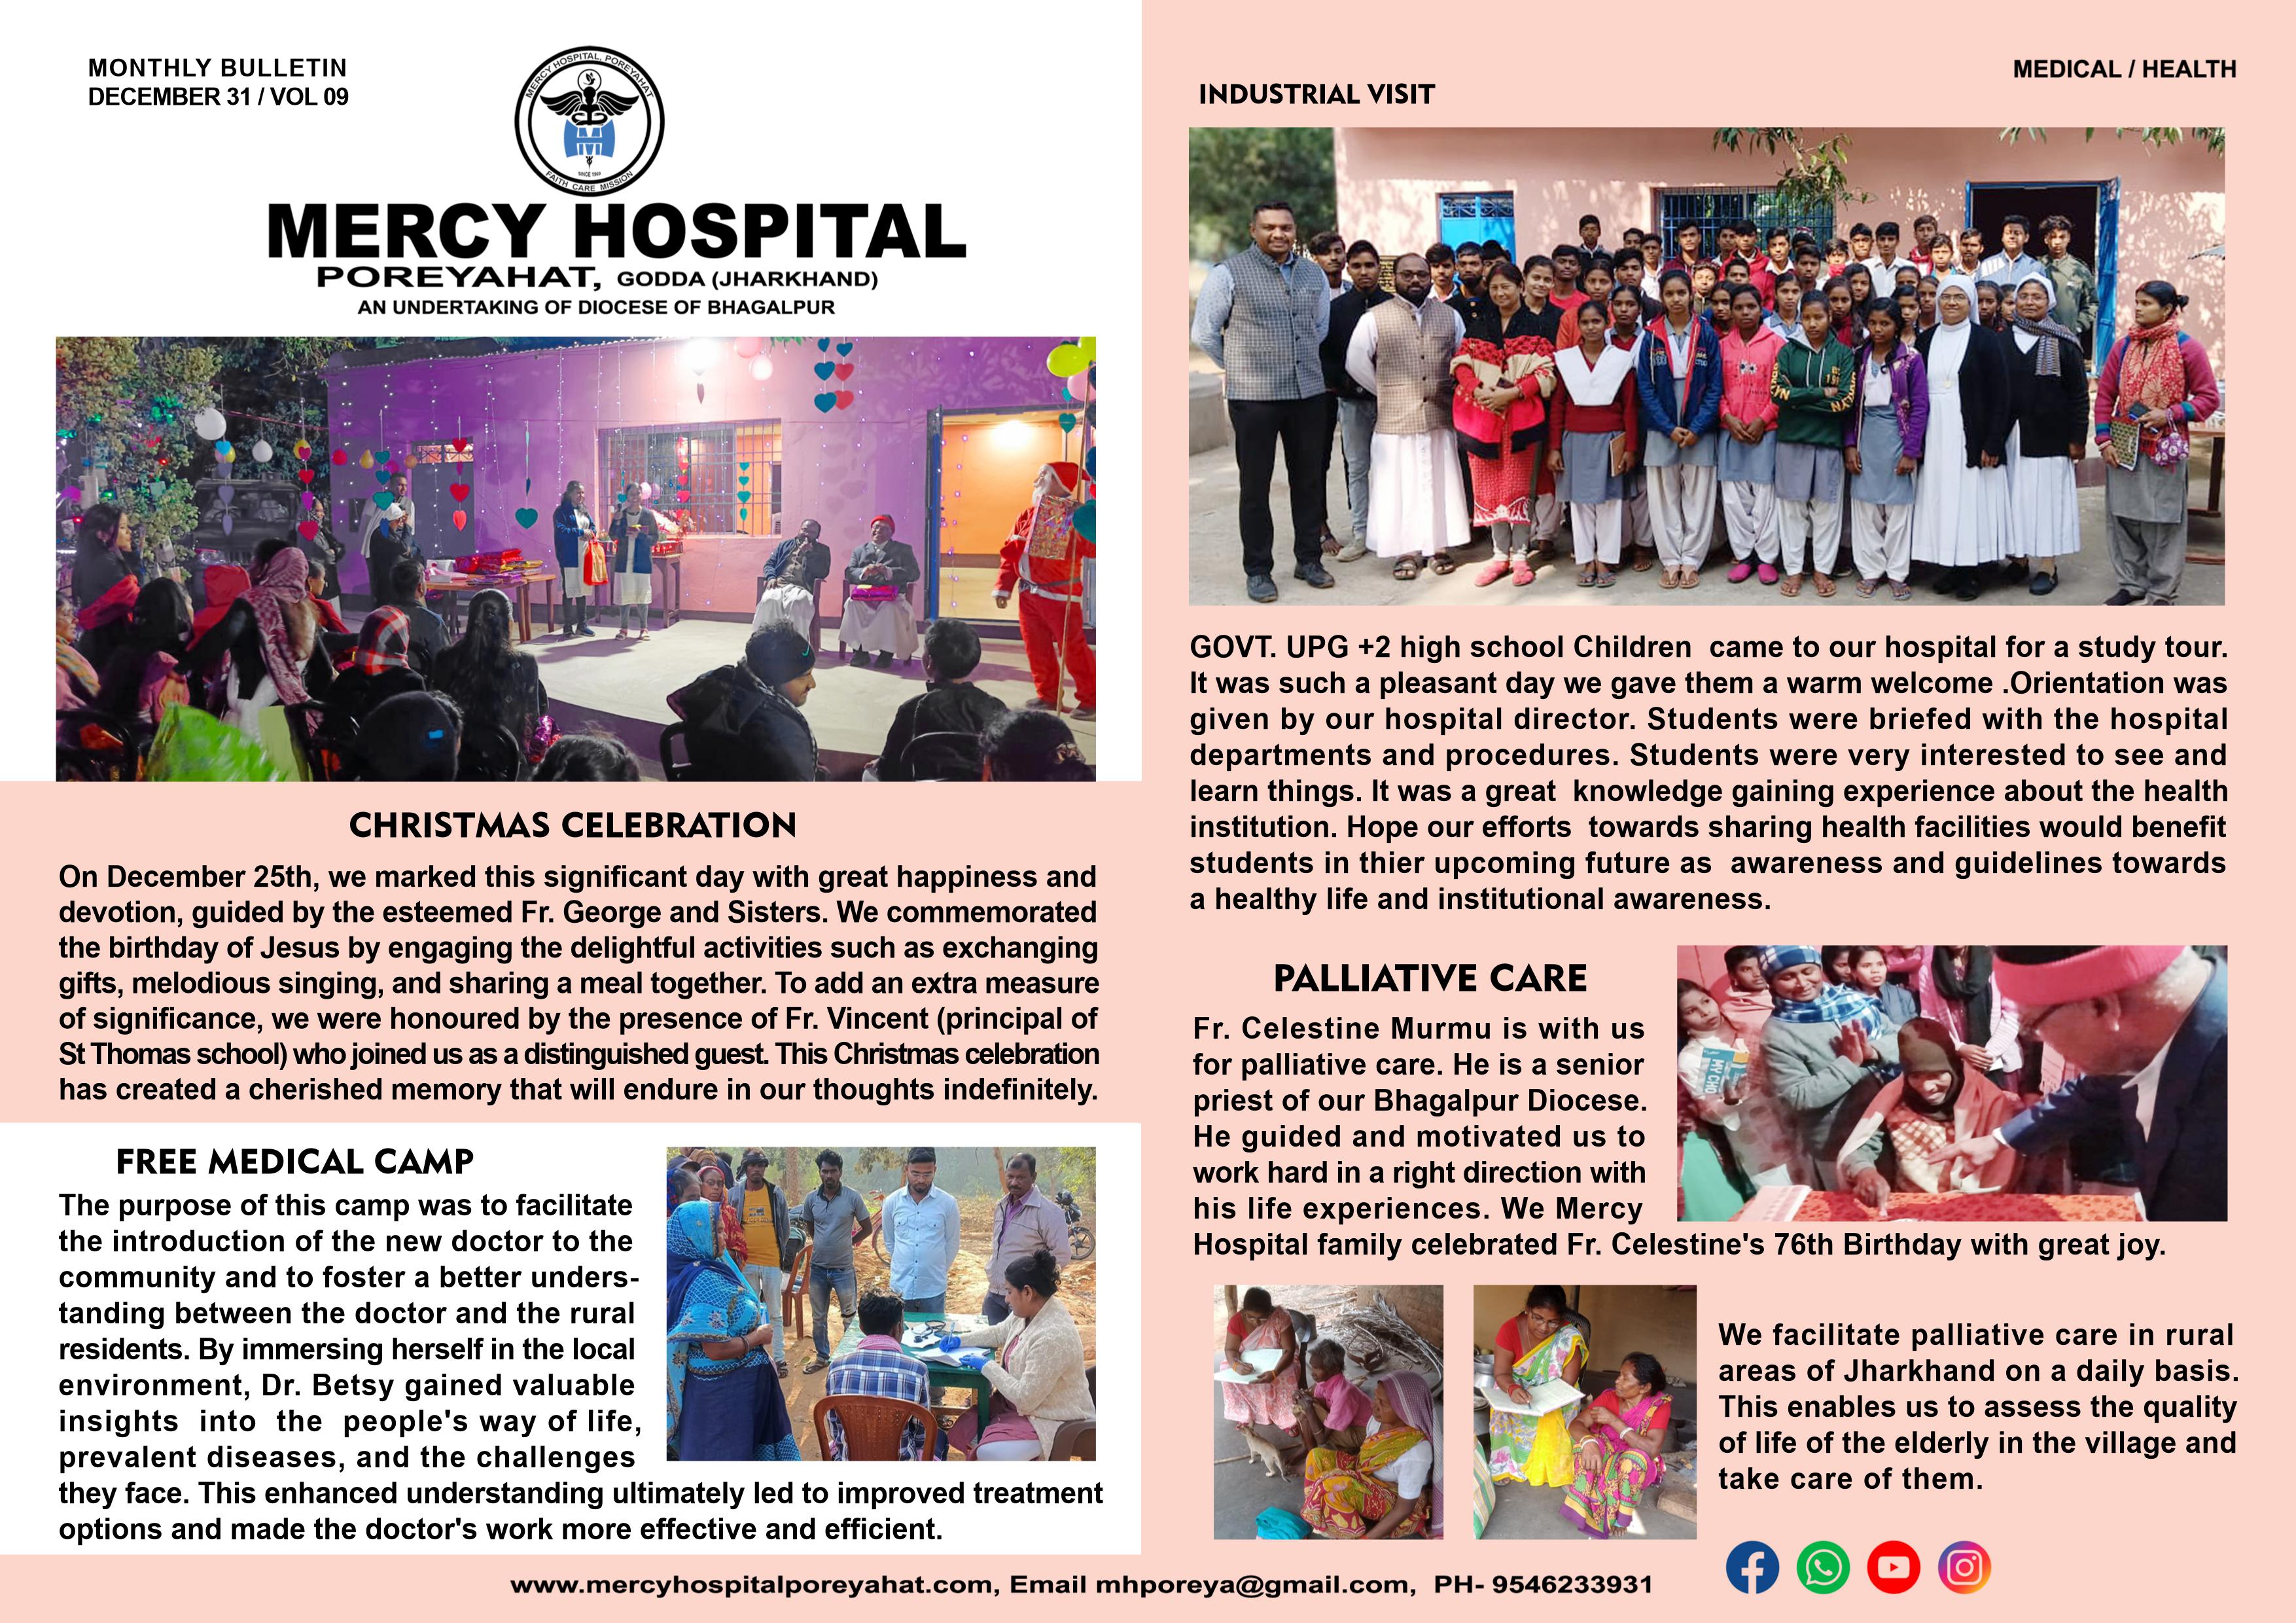 MONTHLY BULLETIN
DECEMBER 31 / VOL 09
MERCY HOSPITAL, POREYAHAT
SINCE 1969
FAITH CARE MISSION
MERCY HOSPITAL
POREYAHAT, GODDA (JHARKHAND)
AN UNDERTAKING OF DIOCESE OF BHAGALPUR
CHRISTMAS CELEBRATION
On December 25th, we marked this significant day with great happiness and
devotion, guided by the esteemed Fr. George and Sisters. We commemorated
the birthday of Jesus by engaging the delightful activities such as exchanging
gifts, melodious singing, and sharing a meal together. To add an extra measure
of significance, we were honoured by the presence of Fr. Vincent (principal of
St Thomas school) who joined us as a distinguished guest. This Christmas celebration
has created a cherished memory that will endure in our thoughts indefinitely.
FREE MEDICAL CAMP
The purpose of this camp was to facilitate
the introduction of the new doctor to the
community and to foster a better unders-
tanding between the doctor and the rural
residents. By immersing herself in the local
environment, Dr. Betsy gained valuable
insights into the people's way of life,
prevalent diseases, and the challenges
they face. This enhanced understanding ultimately led to improved treatment
options and made the doctor's work more effective and efficient.
MEDICAL / HEALTH
INDUSTRIAL VISIT
GOVT. UPG +2 high school Children came to our hospital for a study tour.
It was such a pleasant day we gave them a warm welcome .Orientation was
given by our hospital director. Students were briefed with the hospital
departments and procedures. Students were very interested to see and
learn things. It was a great knowledge gaining experience about the health
institution. Hope our efforts towards sharing health facilities would benefit
students in thier upcoming future as awareness and guidelines towards
a healthy life and institutional awareness.
PALLIATIVE CARE
Fr. Celestine Murmu is with us
for palliative care. He is a senior
priest of our Bhagalpur Diocese.
He guided and motivated us to
work hard in a right direction with
his life experiences. We Mercy
Hospital family celebrated Fr. Celestine's 76th Birthday with great joy.
MY CHO
We facilitate palliative care in rural
areas of Jharkhand on a daily basis.
This enables us to assess the quality
of life of the elderly in the village and
take care of them.
www.mercyhospitalporeyahat.com, Email mhporeya@gmail.com, PH- 9546233931